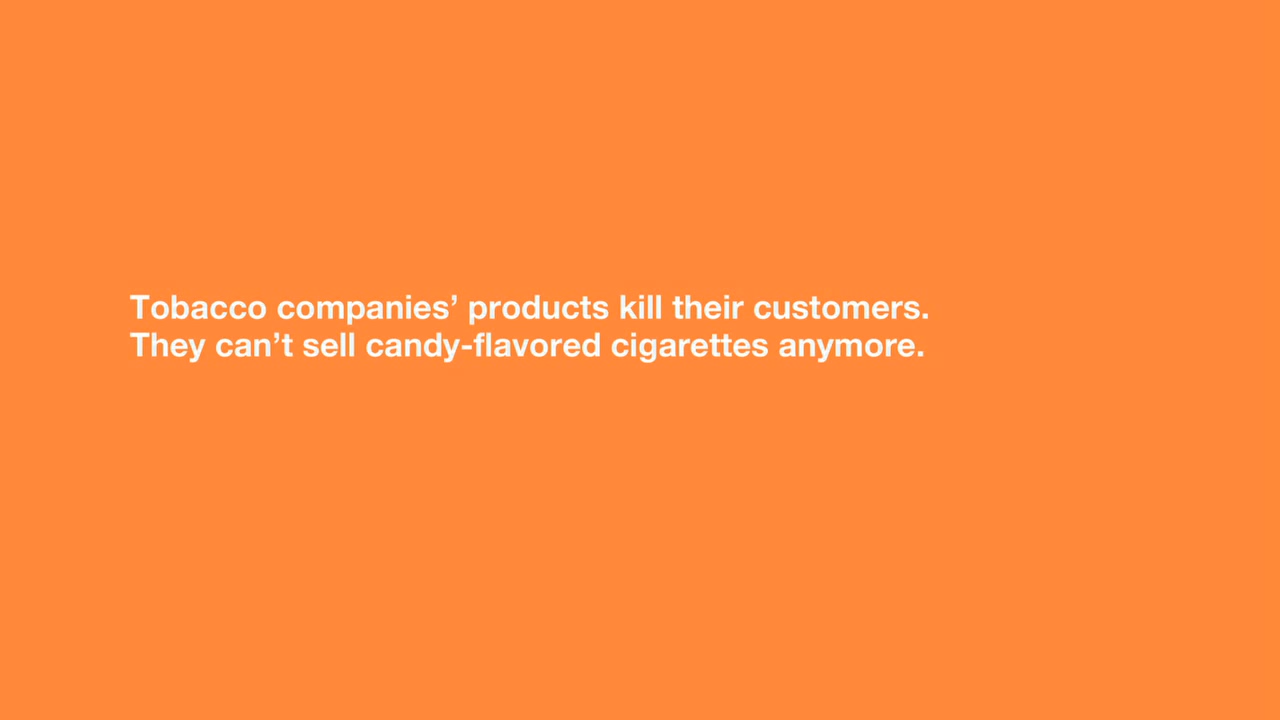 Tobacco companies’ products kill their customers.
They can’t sell candy-flavored cigarettes anymore.